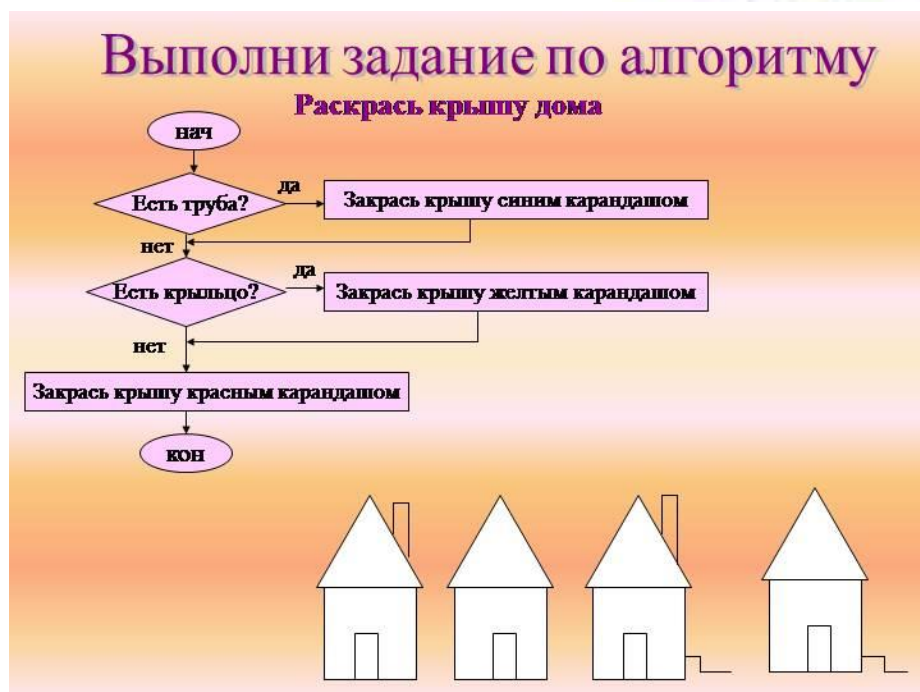 Выполни задание по алгоритму
Раскрась крышу дома
нач
Есть труба?
да
Закрась крышу синим карандашом
нет
Есть крыльцо?
да
Закрась крышу желтым карандашом
нет
Закрась крышу красным карандашом
кон